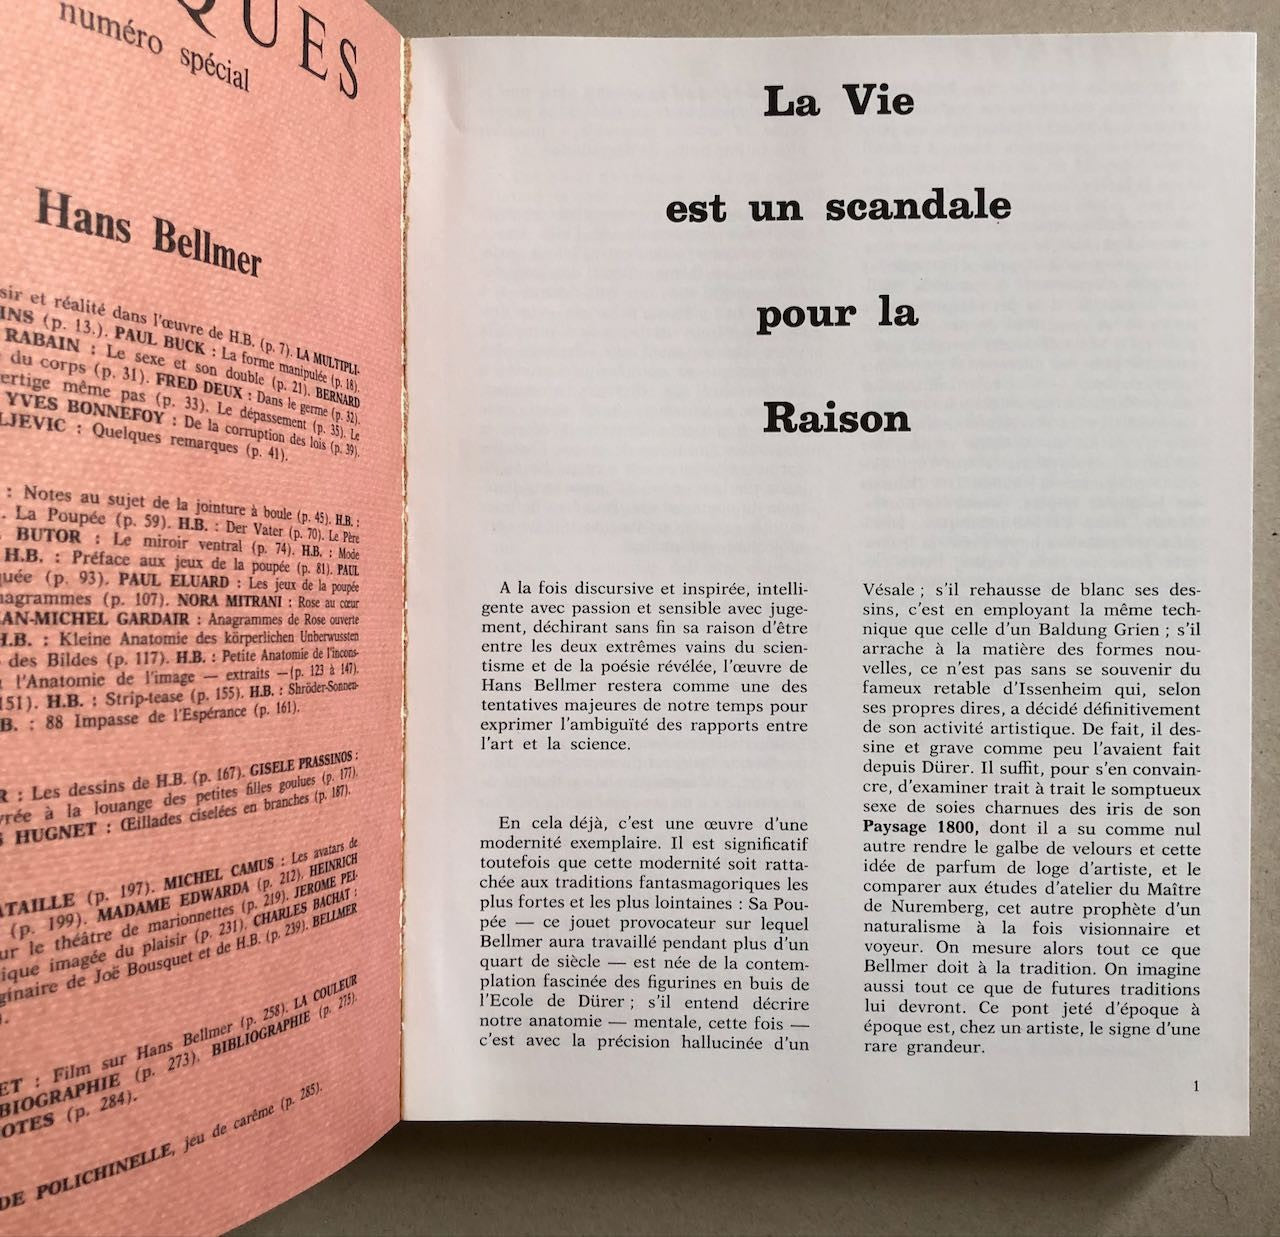 QUES
numéro spécial
Hans Bellmer
sir et réalité dans l'œuvre de H.B. (p. 7). LA MULTIPLI-
INS (p. 13.). PAUL BUCK : La forme manipulée (p. 18).
RABAIN : Le sexe et son double (p. 21). BERNARD
du corps (p. 31). FRED DEUX : Dans le germe (p. 32).
ertige même pas (p. 33). Le dépassement (p. 35). Le
YVES BONNEFOY : De la corruption des lois (p. 39).
LJEVIC : Quelques remarques (p. 41).
: Notes au sujet de la jointure à boule (p. 45). H.B. :
. La Poupée (p. 59). H.B. : Der Vater (p. 70). Le Père
. BUTOR : Le miroir ventral (p. 74). H.B. : Mode
H.B. : Préface aux jeux de la poupée (p. 81). PAUL
quée (p. 93). PAUL ELUARD : Les jeux de la poupée
nagrammes (p. 107). NORA MITRANI : Rose au cœur
AN-MICHEL GARDAIR : Anagrammes de Rose ouverte
H.B. : Kleine Anatomie des körperlichen Unberwussten
des Bildes (p. 117). H.B. : Petite Anatomie de l'incons-
l'Anatomie de l'image — extraits —(p. 123 à 147).
151). H.B. : Strip-tease (p. 155). H.B. : Shröder-Sonnen-
.B. : 88 Impasse de l'Espérance (p. 161).
R : Les dessins de H.B. (p. 167). GISELE PRASSINOS :
vrée à la louange des petites filles goulues (p. 177).
S HUGNET : Œillades ciselées en branches (p. 187).
ATAILLE (p. 197). MICHEL CAMUS : Les avatars de
(p. 199). MADAME EDWARDA (p. 212). HEINRICH
ur le théâtre de marionnettes (p. 219). JEROME PEI-
ique imagée du plaisir (p. 231). CHARLES BACHAT :
ginaire de Joë Bousquet et de H.B. (p. 239). BELLMER
).
ET : Film sur Hans Bellmer (p. 258). LA COULEUR
BIOGRAPHIE (p. 273). BIBLIOGRAPHIE (p. 275).
OTES (p. 284).
DE POLICHINELLE, jeu de carême (p. 285).
La Vie
est un scandale
pour la
Raison
A la fois discursive et inspirée, intelli-
gente avec passion et sensible avec juge-
ment, déchirant sans fin sa raison d'être
entre les deux extrêmes vains du scien-
tisme et de la poésie révélée, l'œuvre de
Hans Bellmer restera comme une des
tentatives majeures de notre temps pour
exprimer l'ambiguïté des rapports entre
l'art et la science.
En cela déjà, c'est une œuvre d'une
modernité exemplaire. Il est significatif
toutefois que cette modernité soit ratta-
chée aux traditions fantasmagoriques les
plus fortes et les plus lointaines : Sa Pou-
pée — ce jouet provocateur sur lequel
Bellmer aura travaillé pendant plus d'un
quart de siècle — est née de la contem-
plation fascinée des figurines en buis de
l'Ecole de Dürer ; s'il entend décrire
notre anatomie — mentale, cette fois —
c'est avec la précision hallucinée d'un
Vésale ; s'il rehausse de blanc ses des-
sins, c'est en employant la même tech-
nique que celle d'un Baldung Grien ; s'il
arrache à la matière des formes nou-
velles, ce n'est pas sans se souvenir du
fameux retable d'Issenheim qui, selon
ses propres dires, a décidé définitivement
de son activité artistique. De fait, il des-
sine et grave comme peu l'avaient fait
depuis Dürer. Il suffit, pour s'en convain-
cre, d'examiner trait à trait le somptueux
sexe de soies charnues des iris de son
Paysage 1800, dont il a su comme nul
autre rendre le galbe de velours et cette
idée de parfum de loge d'artiste, et le
comparer aux études d'atelier du Maître
de Nuremberg, cet autre prophète d'un
naturalisme à la fois visionnaire et
voyeur. On mesure alors tout ce que
Bellmer doit à la tradition. On imagine
aussi tout ce que de futures traditions
lui devront. Ce pont jeté d'époque à
époque est, chez un artiste, le signe d'une
rare grandeur.
1